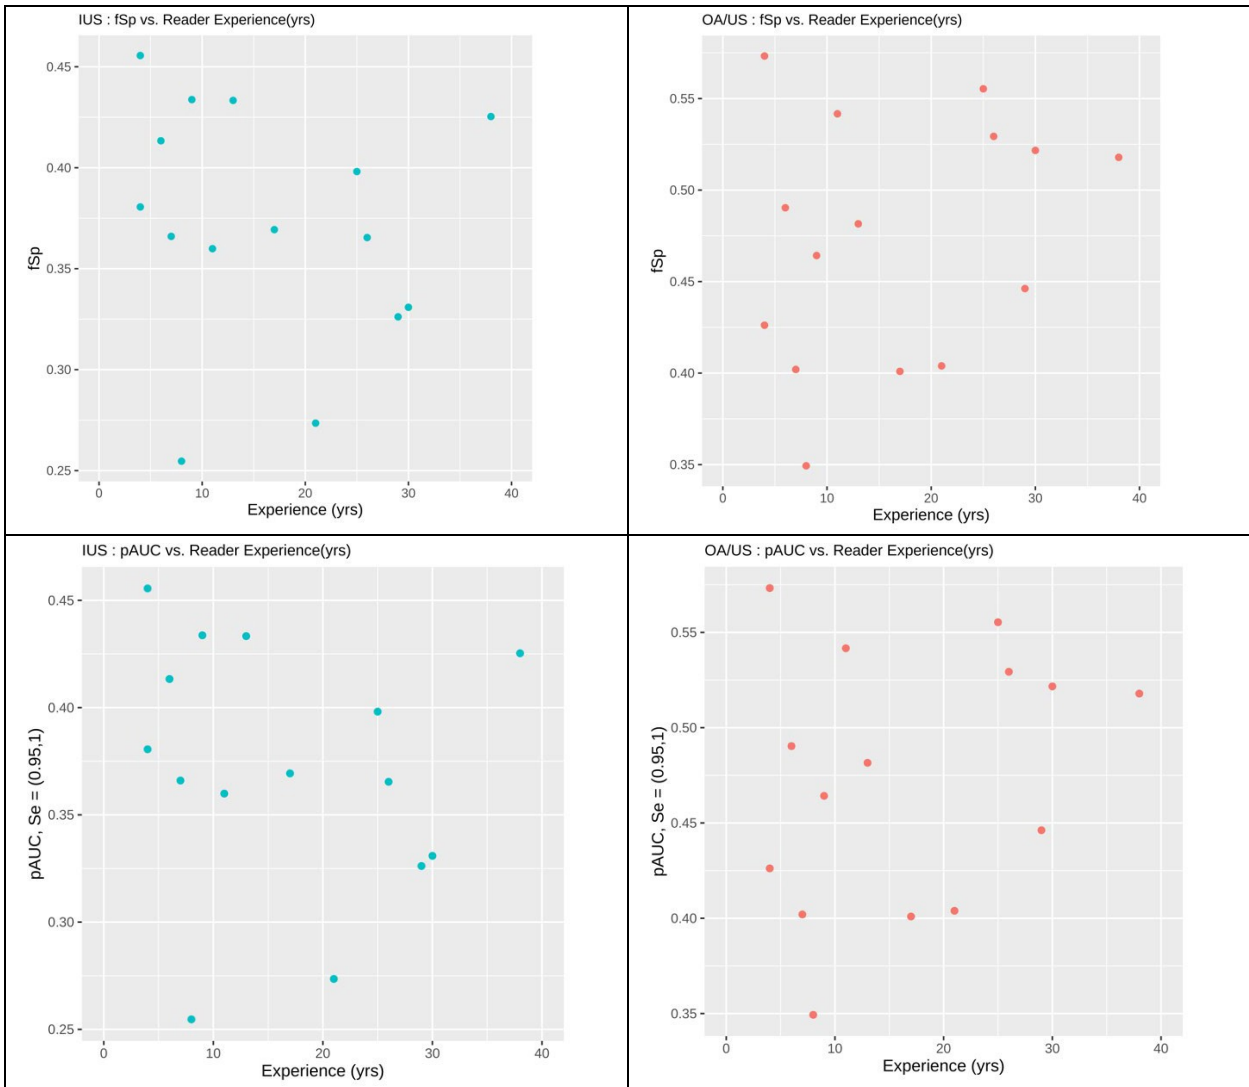 IUS : fSp vs. Reader Experience(yrs)
0.45
0.40
0.35
0.30
0.25
fSp
0 10 20 30 40
Experience (yrs)
OA/US : fSp vs. Reader Experience(yrs)
0.55
0.50
0.45
0.40
0.35
fSp
0 10 20 30 40
Experience (yrs)
IUS : pAUC vs. Reader Experience(yrs)
0.45
0.40
0.35
0.30
0.25
pAUC, Se = (0.95,1)
0 10 20 30 40
Experience (yrs)
OA/US : pAUC vs. Reader Experience(yrs)
0.55
0.50
0.45
0.40
0.35
pAUC, Se = (0.95,1)
0 10 20 30 40
Experience (yrs)